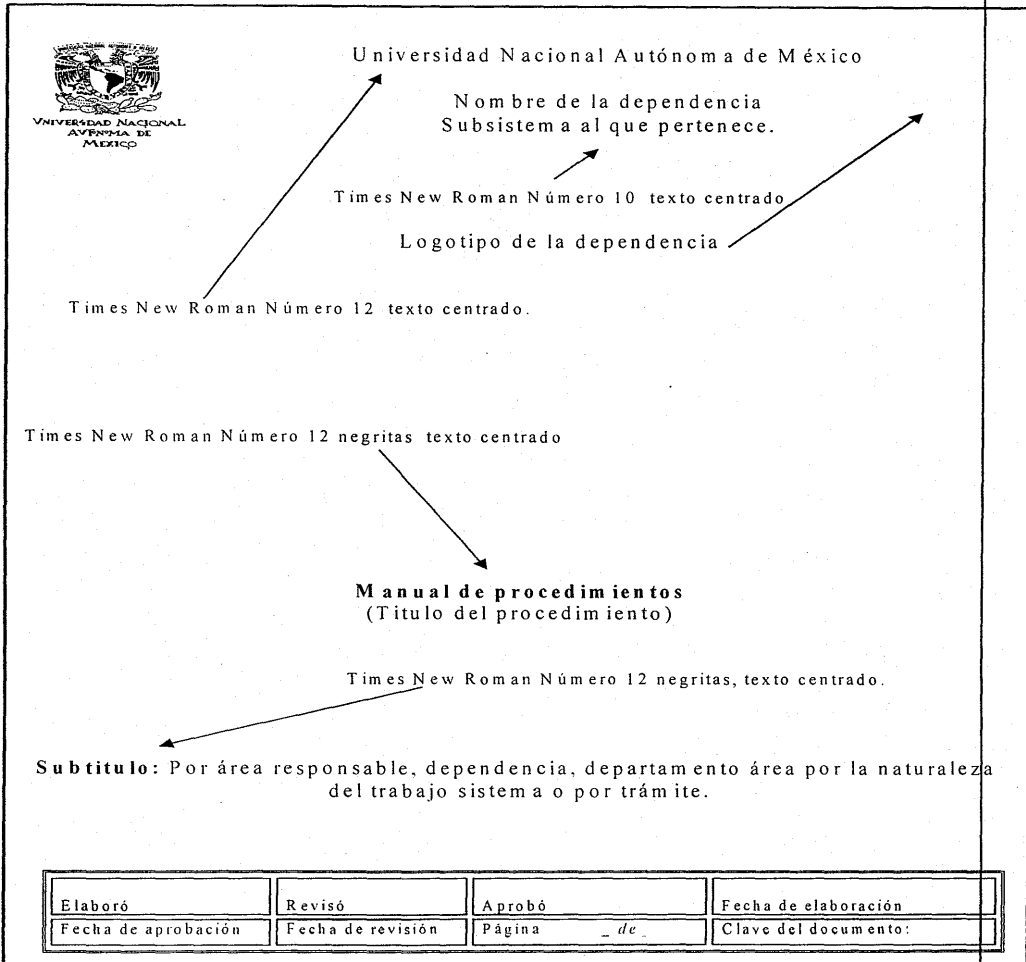 Universidad Nacional Autónoma de México
VNIVERSDAD NACIONAL
AVFNºMA DE
MEXICO
Nombre de la dependencia
Subsistema al que pertenece.
Times New Roman Número 10 texto centrado
Logotipo de la dependencia
Times New Roman Número 12 texto centrado.
Times New Roman Número 12 negritas texto centrado
Manual de procedimientos
(Titulo del procedimiento)
Times New Roman Número 12 negritas, texto centrado.
Subtitulo: Por área responsable, dependencia, departamento área por la naturaleza
del trabajo sistema o por trámite.
Elaboró Revisó Aprobó Fecha de elaboración
Fecha de aprobación Fecha de revisión Página _ de _ Clave del documento: